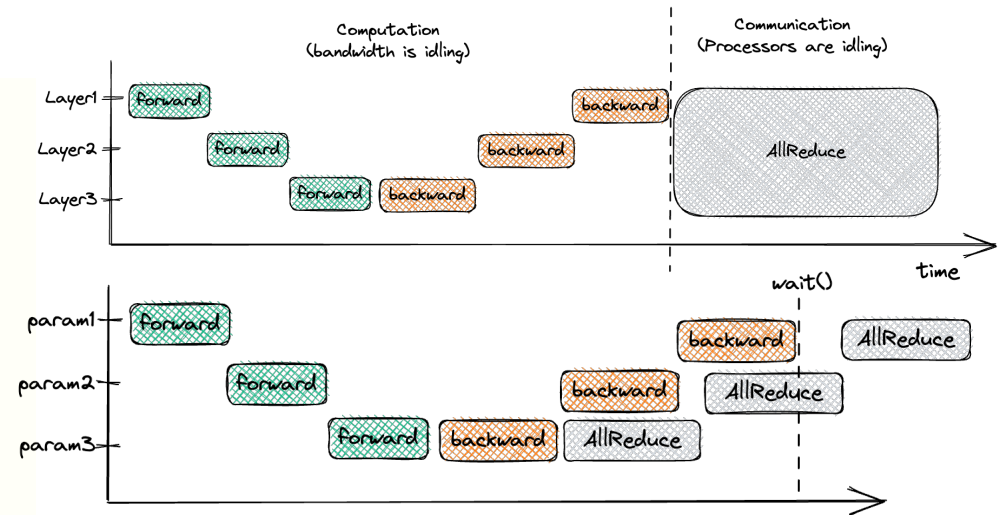 Computation
(bandwidth is idling)
Communication
(Processors are idling)
Layer1
forward
backward
Layer2
forward
backward
AllReduce
Layer3
forward
backward
time
wait()
param1
forward
backward
AllReduce
param2
forward
backward
AllReduce
param3
forward
backward
AllReduce